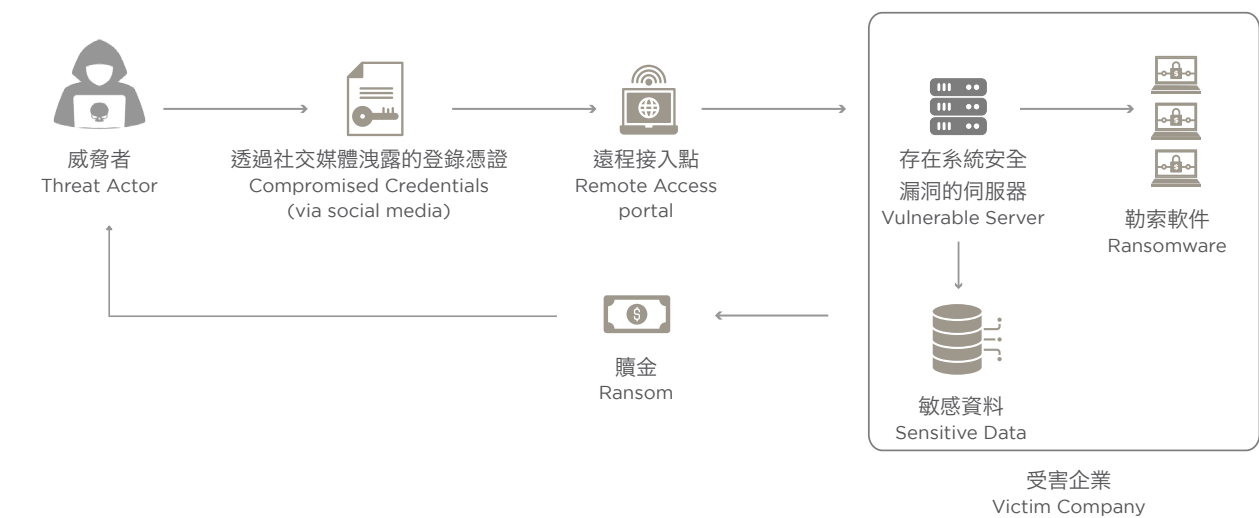 威脅者
Threat Actor
透過社交媒體洩露的登錄憑證
Compromised Credentials
(via social media)
遠程接入點
Remote Access
portal
存在系統安全
漏洞的伺服器
Vulnerable Server
勒索軟件
Ransomware
贖金
Ransom
敏感資料
Sensitive Data
受害企業
Victim Company